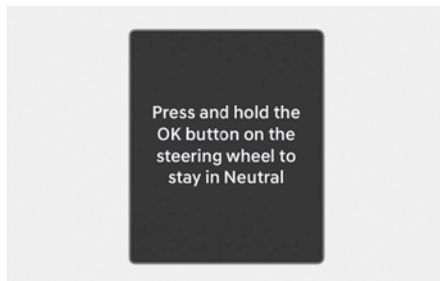 Press and hold the
OK button on the
steering wheel to
stay in Neutral